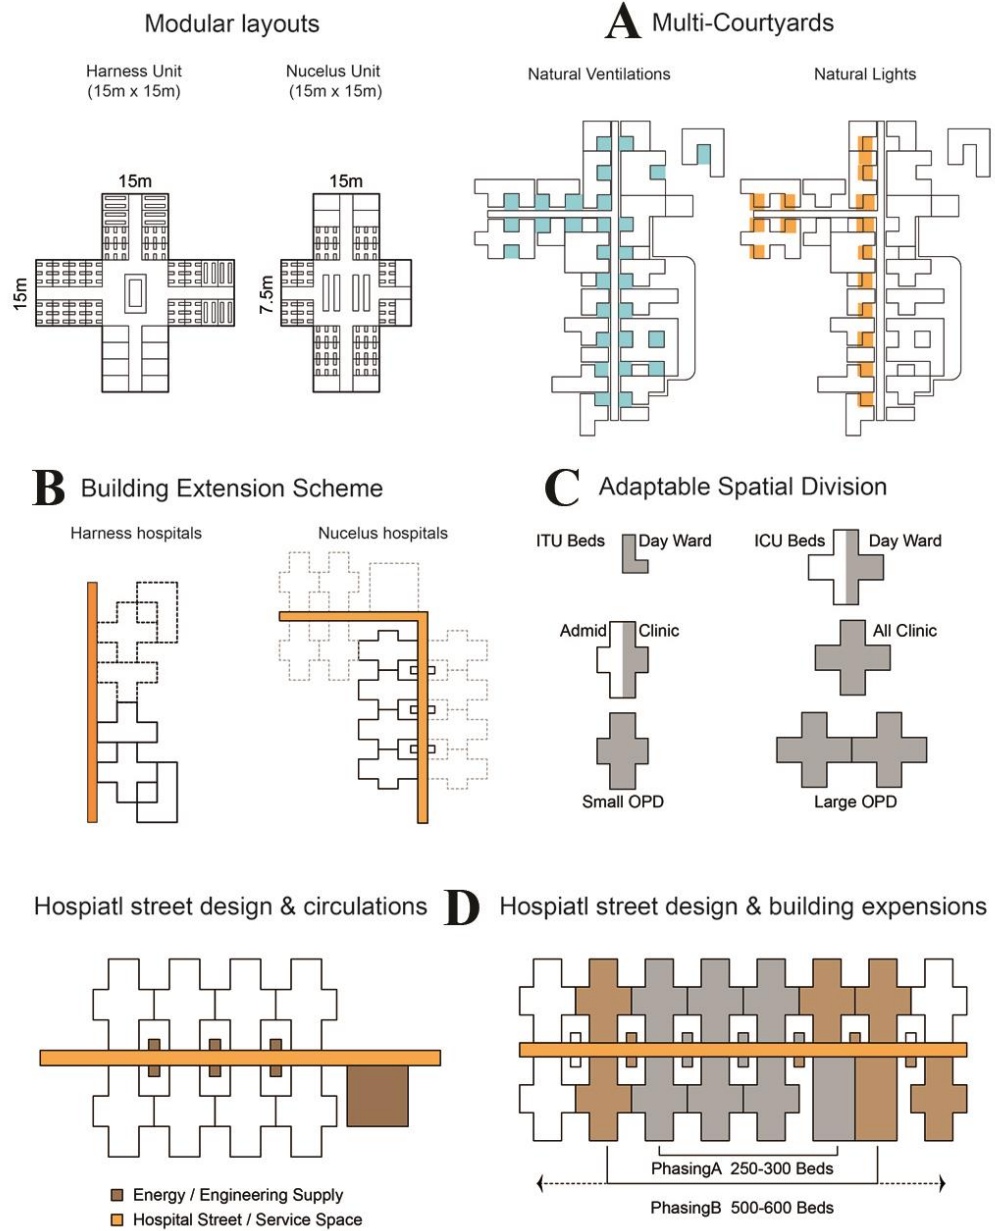 Modular layouts
Harness Unit
(15m x 15m)
Nucelus Unit
(15m x 15m)
15m
15m
15m
7.5m
A Multi-Courtyards
Natural Ventilations
Natural Lights
B Building Extension Scheme
Harness hospitals
Nucelus hospitals
C Adaptable Spatial Division
ITU Beds
Day Ward
ICU Beds
Day Ward
Admid
Clinic
All Clinic
Small OPD
Large OPD
Hospiatl street design & circulations
Energy / Engineering Supply
Hospital Street / Service Space
D Hospiatl street design & building expensions
PhasingA 250-300 Beds
PhasingB 500-600 Beds